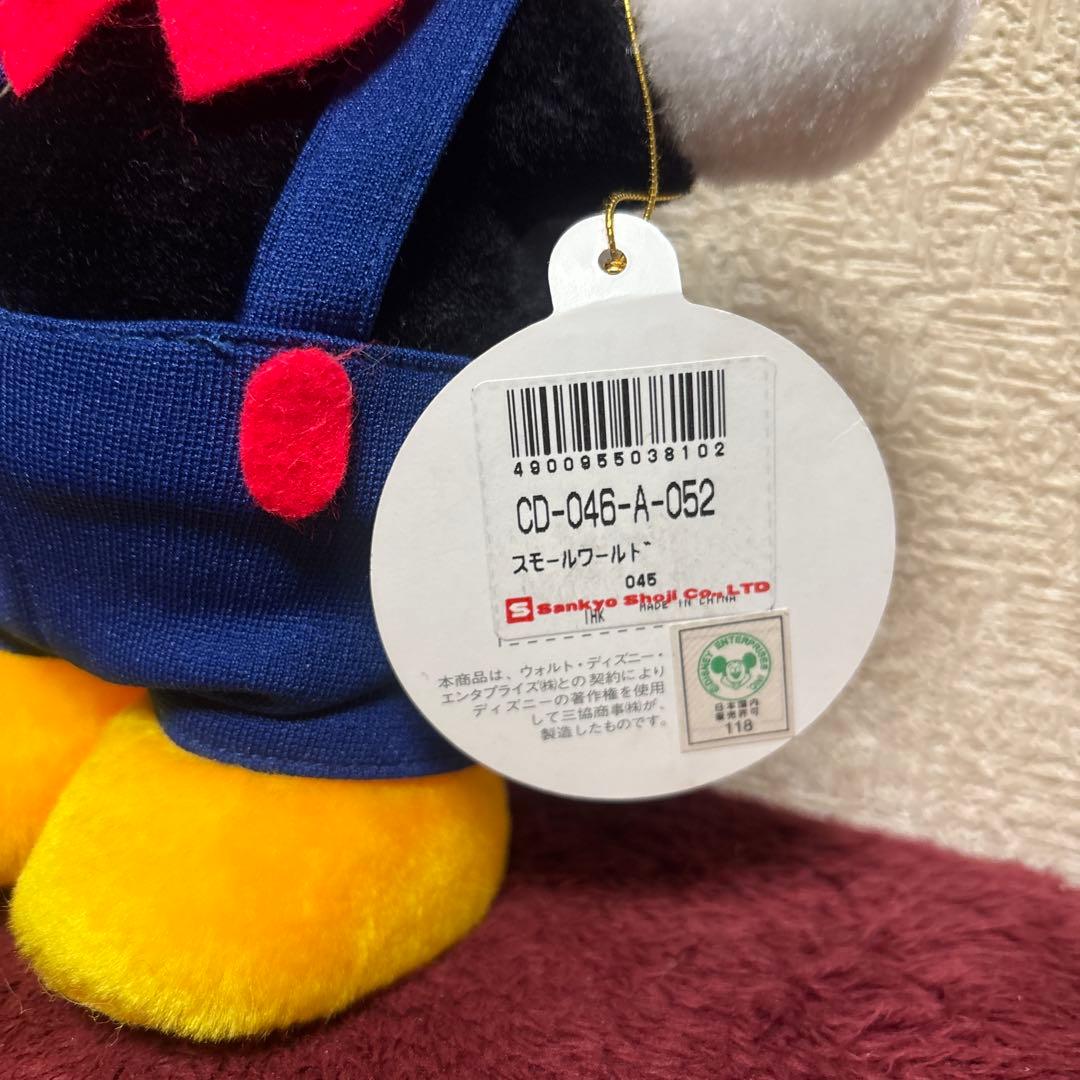 4900955038102
CD-046-A-052
スモールワールド
045
Sankyo Shoji Co., LTD
IHK MADE IN CHINA
本商品は、ウォルト・ディズニー・
エンタプライズ㈱との契約により
ディズニーの著作権を使用
して三協商事㈱が、
製造したものです。
©DISNEY ENTERPRISES INC.
日本国内
販売許可
118